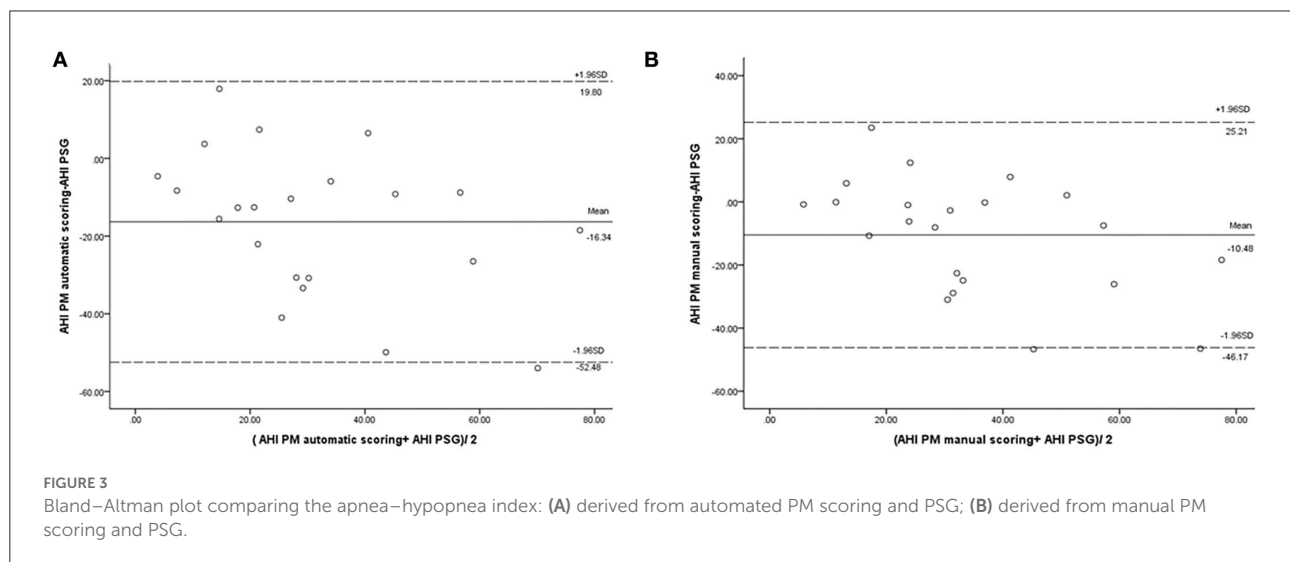 A
AHI PM automatic scoring-AHI PSG
20.00
.00
-20.00
-40.00
-60.00
+1.96SD
19.80
Mean
-16.34
-1.96SD
-52.48
.00 20.00 40.00 60.00 80.00
( AHI PM automatic scoring+ AHI PSG)/ 2
B
AHI PM manual scoring-AHI PSG
40.00
20.00
.00
-20.00
-40.00
-60.00
+1.96SD
25.21
Mean
-10.48
-1.96SD
-46.17
.00 20.00 40.00 60.00 80.00
(AHI PM manual scoring+ AHI PSG)/ 2
FIGURE 3
Bland–Altman plot comparing the apnea–hypopnea index: (A) derived from automated PM scoring and PSG; (B) derived from manual PM
scoring and PSG.